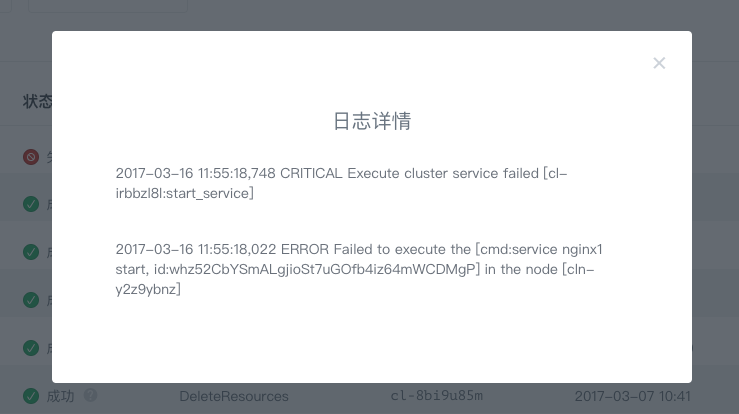 状态
日志详情
2017-03-16 11:55:18,748 CRITICAL Execute cluster service failed [cl-
irbbzl8l:start_service]
2017-03-16 11:55:18,022 ERROR Failed to execute the [cmd:service nginx1
start, id:whz52CbYSmALgjioSt7uGOfb4iz64mWCDMgP] in the node [cln-
y2z9ybnz]
成功 ? DeleteResources cl-8bi9u85m 2017-03-07 10:41